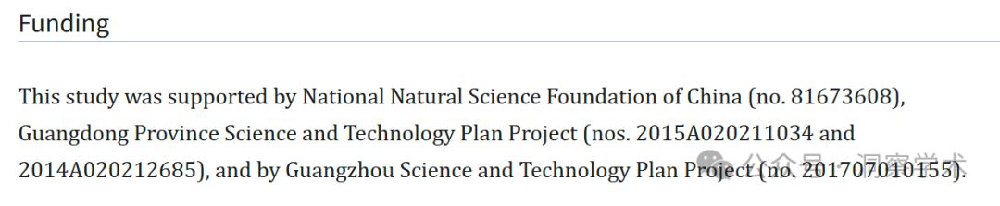 Funding
This study was supported by National Natural Science Foundation of China (no. 81673608),
Guangdong Province Science and Technology Plan Project (nos. 2015A020211034 and
2014A020212685), and by Guangzhou Science and Technology Plan Project (no. 201707010155).
公众号 · 洞察学术